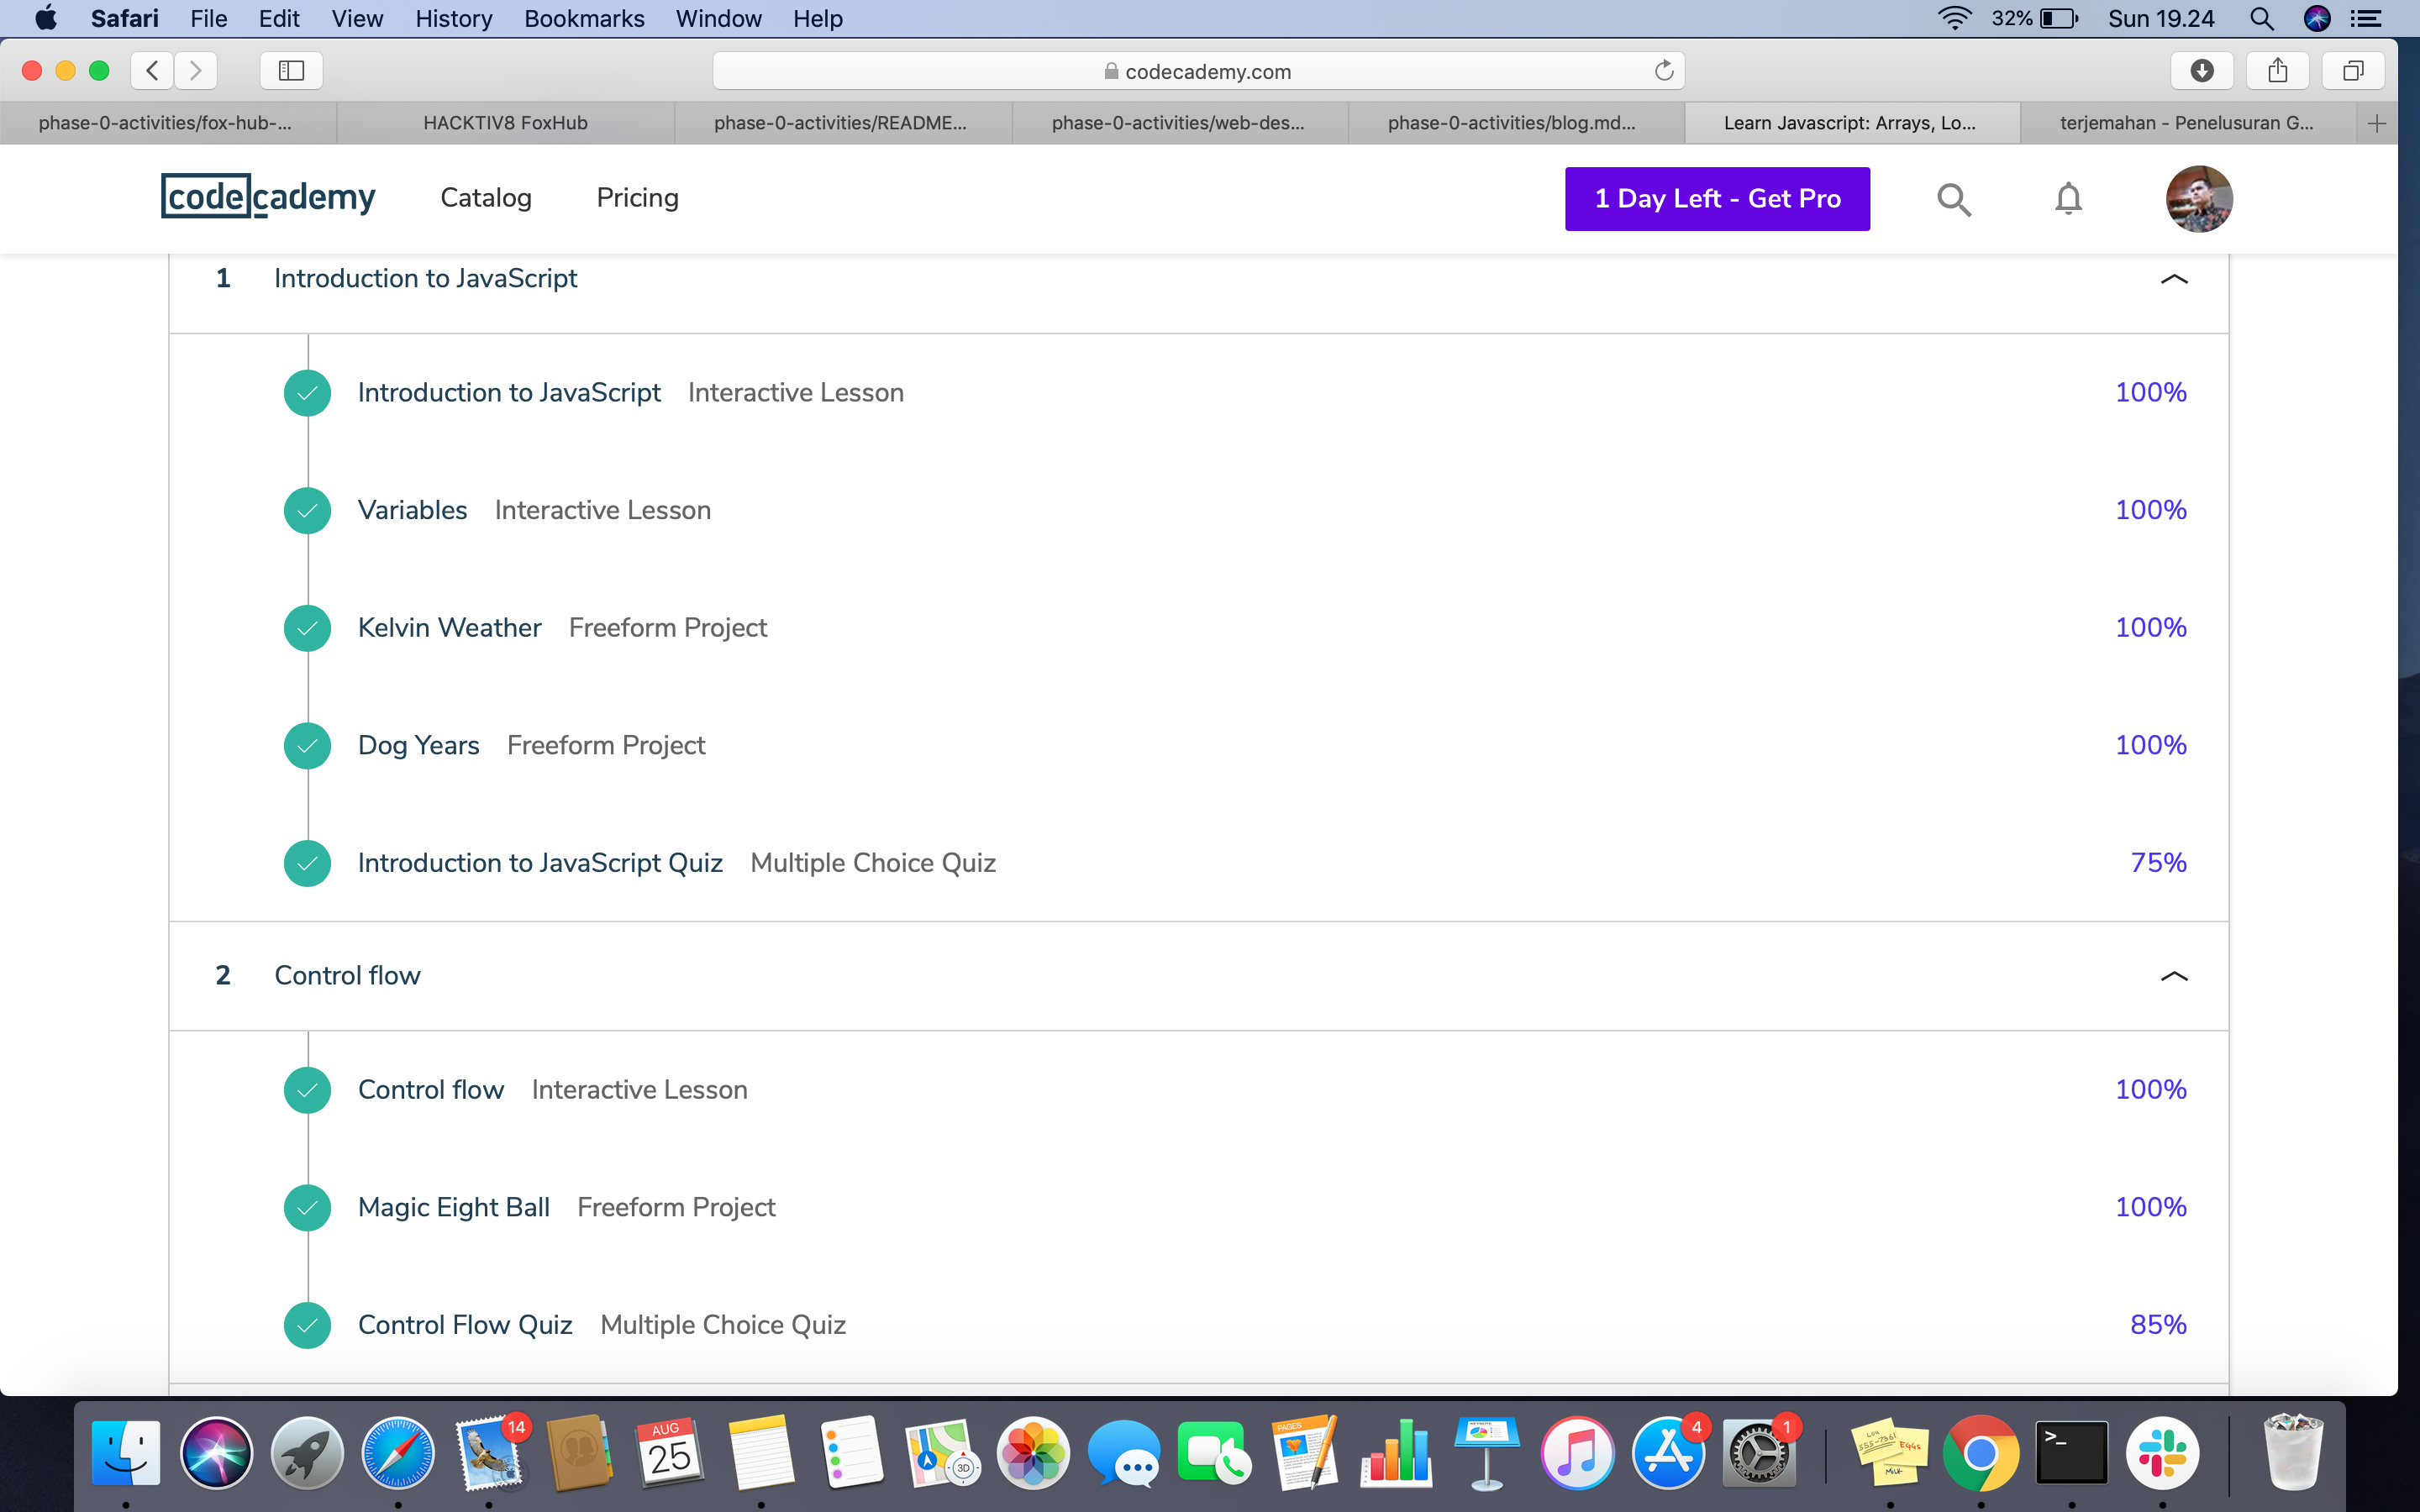 Safari File Edit View History Bookmarks Window Help 32% Sun 19.24
codecademy.com
phase-0-activities/fox-hub-... HACKTIV8 FoxHub phase-0-activities/README... phase-0-activities/web-des... phase-0-activities/blog.md... Learn Javascript: Arrays, Lo... terjemahan - Penelusuran G...
codecademy Catalog Pricing 1 Day Left - Get Pro
1 Introduction to JavaScript
Introduction to JavaScript Interactive Lesson 100%
Variables Interactive Lesson 100%
Kelvin Weather Freeform Project 100%
Dog Years Freeform Project 100%
Introduction to JavaScript Quiz Multiple Choice Quiz 75%
2 Control flow
Control flow Interactive Lesson 100%
Magic Eight Ball Freeform Project 100%
Control Flow Quiz Multiple Choice Quiz 85%
14 AUG 25 3D PAGES 4 1 >_